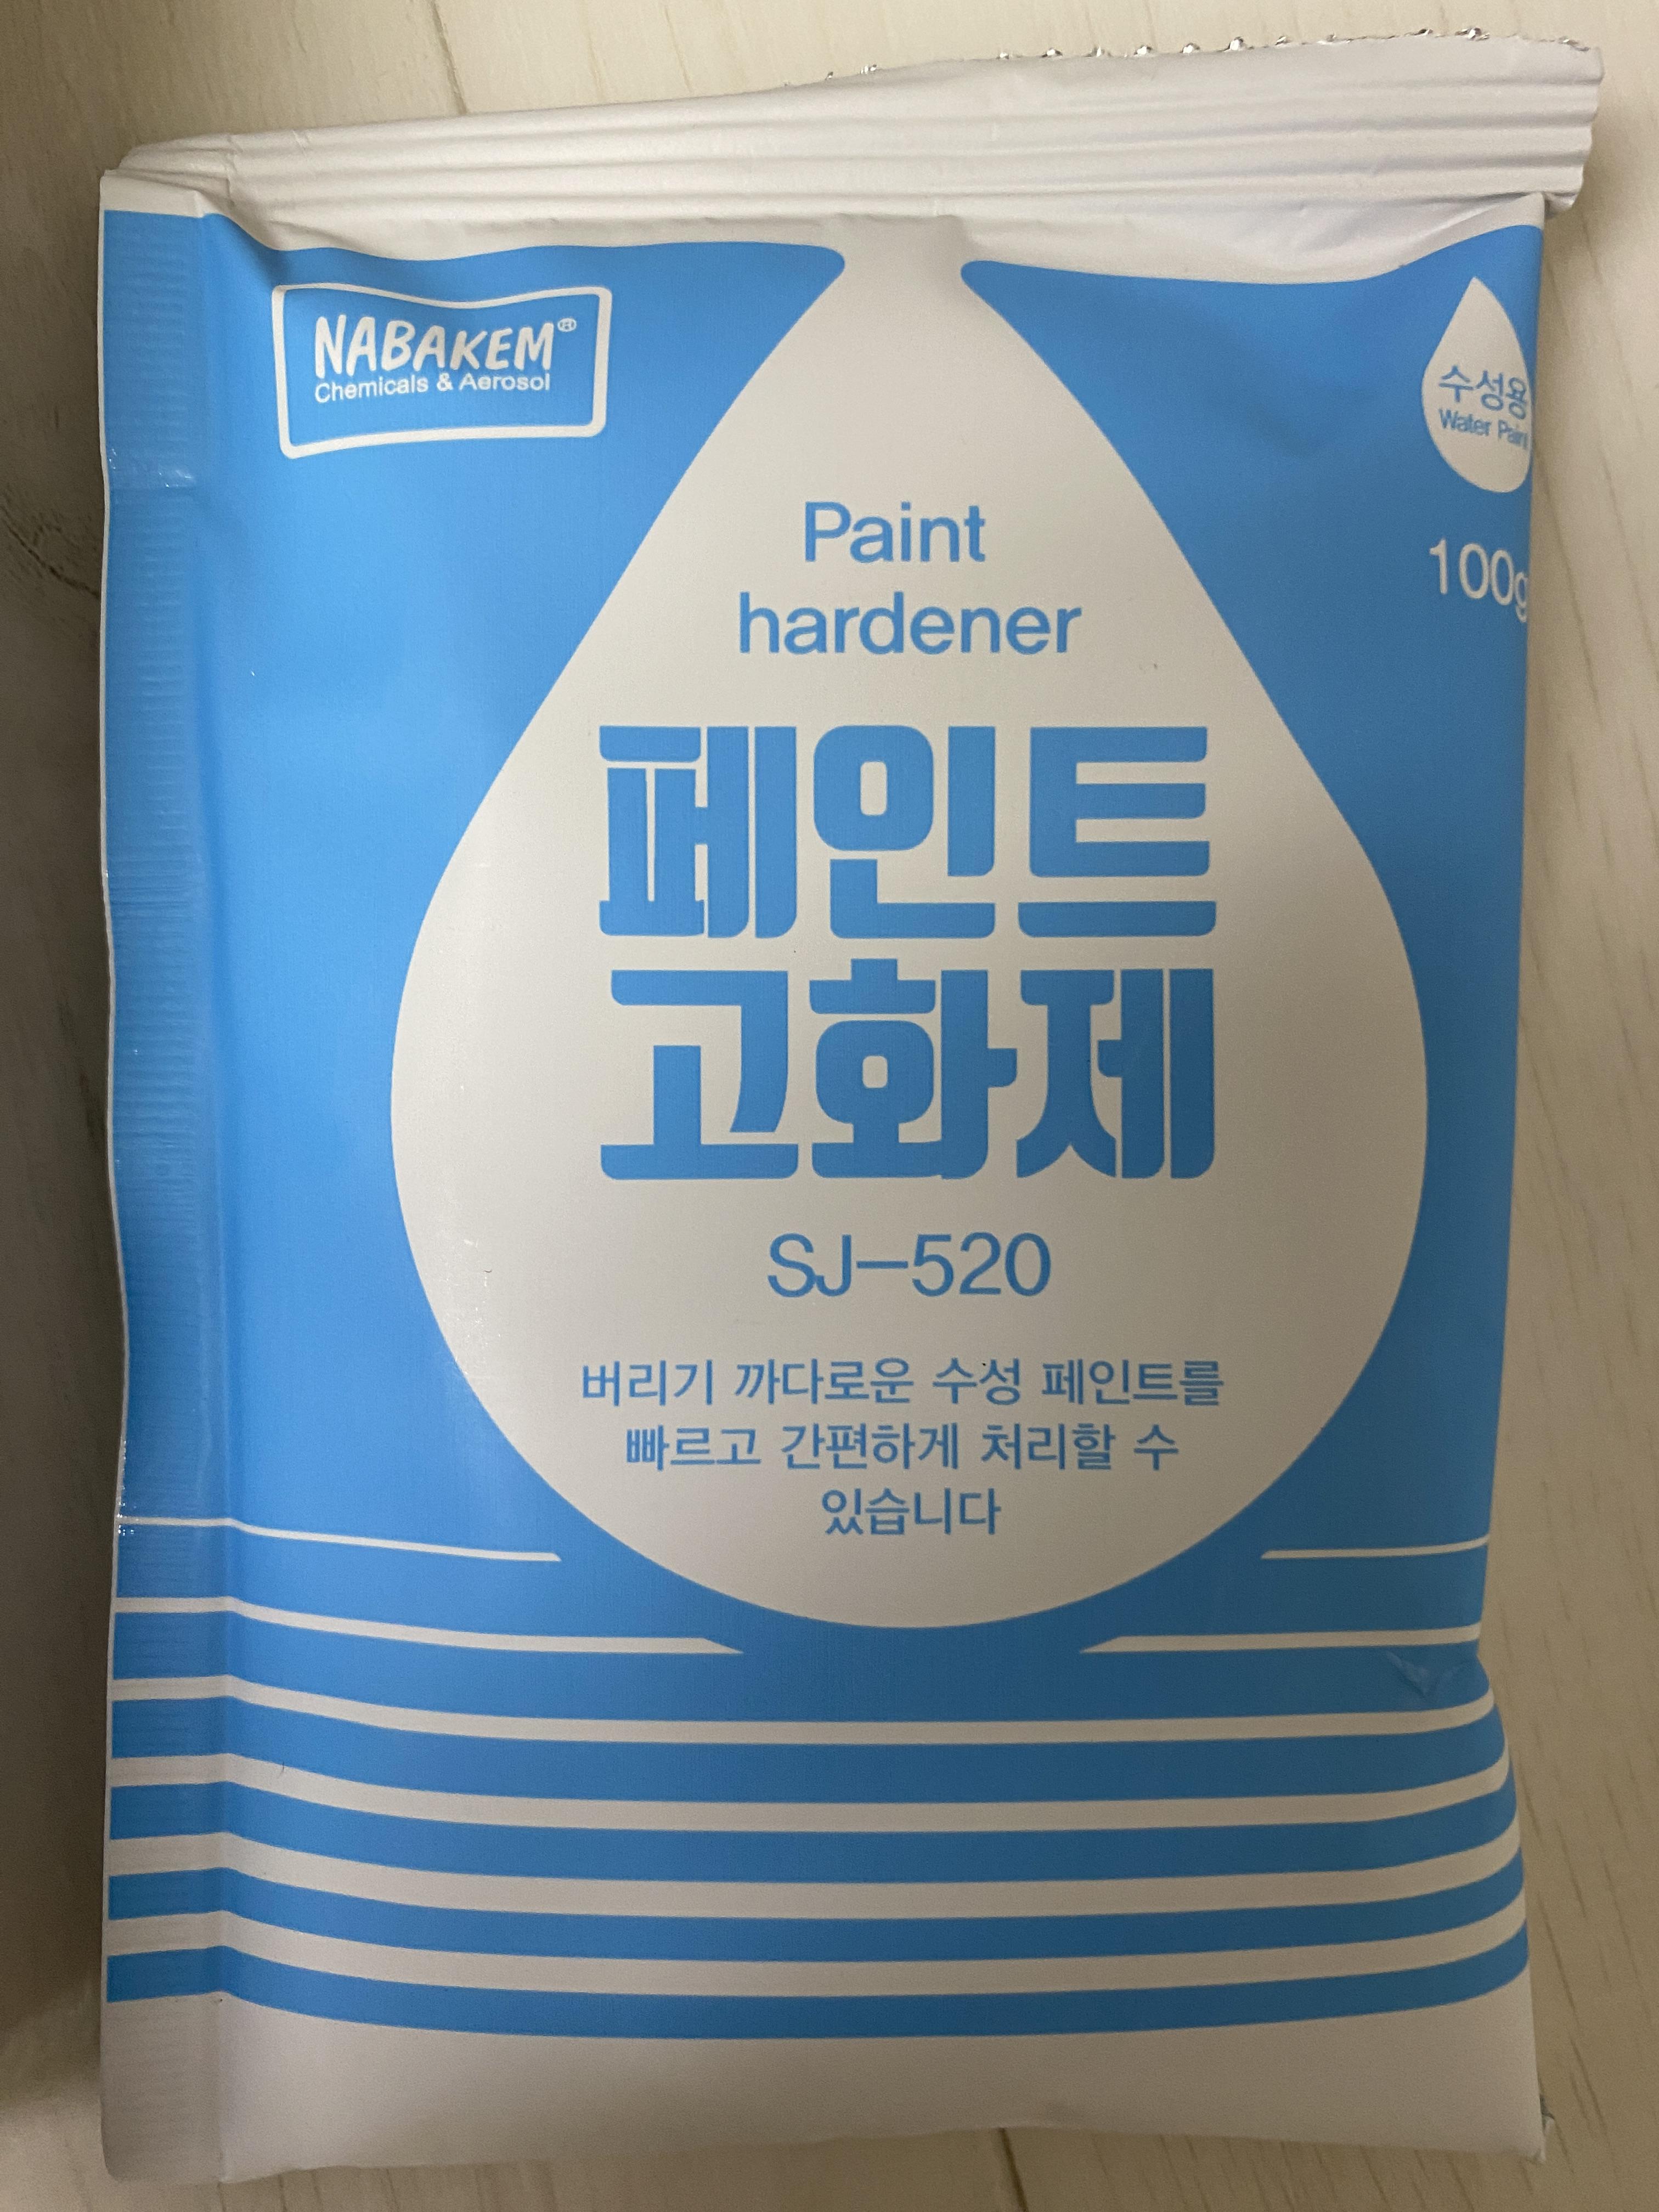 NABAKEM®
Chemicals & Aerosol
수성용
Water Paint
100g
Paint
hardener
페인트
고화제
SJ-520
버리기 까다로운 수성 페인트를
빠르고 간편하게 처리할 수
있습니다